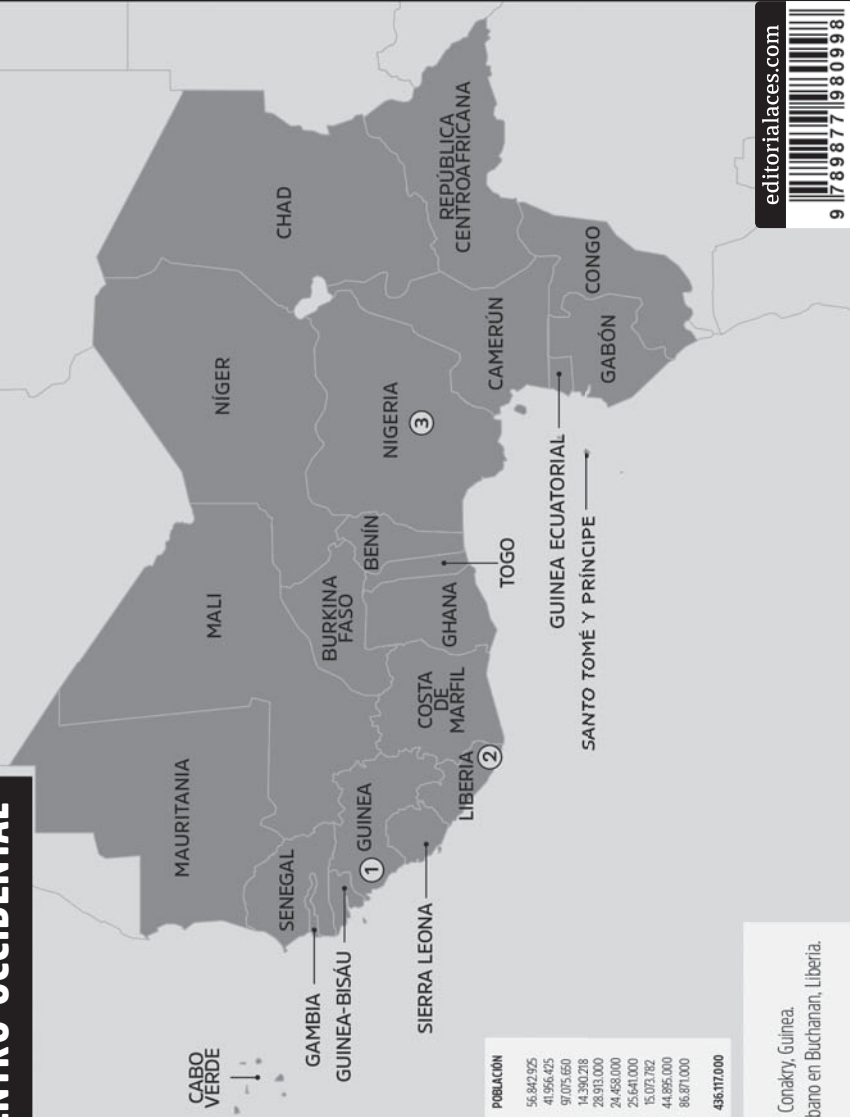 NTRO-OCCIDENTAL
CABO
VERDE
MAURITANIA
MALI
NÍGER
CHAD
SENEGAL
GAMBIA
GUINEA-BISÁU
GUINEA
1
SIERRA LEONA
LIBERIA
2
COSTA
DE
MARFIL
BURKINA
FASO
GHANA
BENÍN
TOGO
NIGERIA
3
CAMERÚN
REPÚBLICA
CENTROAFRICANA
GUINEA ECUATORIAL
SANTO TOMÉ Y PRÍNCIPE
GABÓN
CONGO
POBLACIÓN
56.842.925
41.956.425
97.075.650
14.390.218
28.913.000
24.458.000
25.641.000
15.073.782
44.895.000
86.871.000
436.117.000
Conakry, Guinea.
bano en Buchanan, Liberia.
editorialaces.com
9 789877 980998